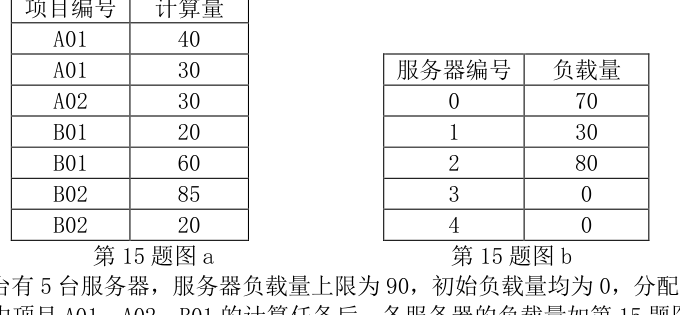 项目编号 计算量
A01 40
A01 30
A02 30
B01 20
B01 60
B02 85
B02 20
第 15 题图 a
服务器编号 负载量
0 70
1 30
2 80
3 0
4 0
第 15 题图 b
台有 5 台服务器，服务器负载量上限为 90，初始负载量均为 0，分配
项目 A01、A02、B01 的计算任务后，各服务器的负载量如第 15 题图